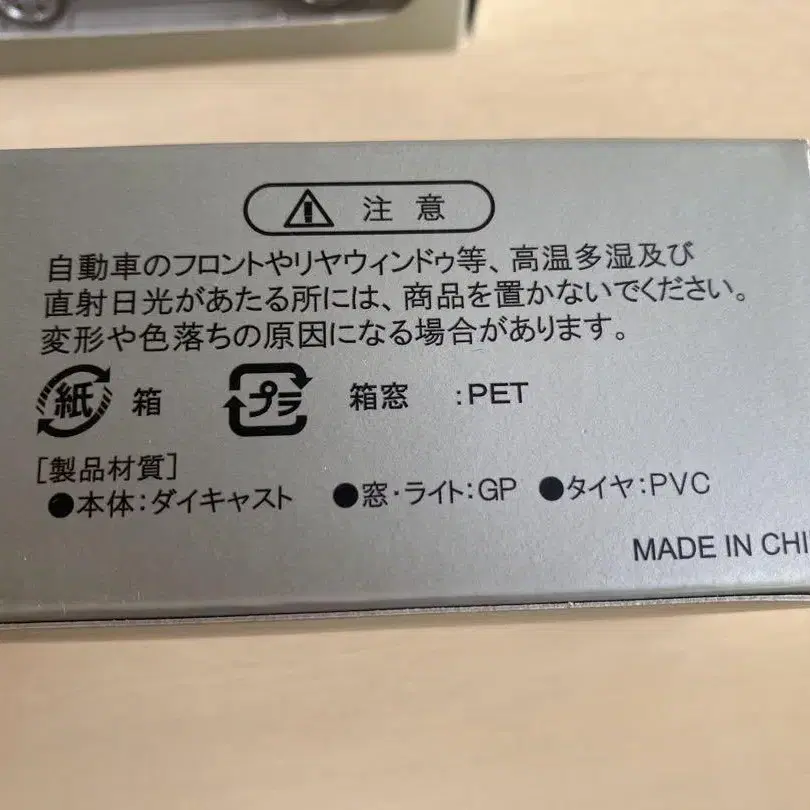 注意
自動車のフロントやリヤウィンドゥ等、高温多湿及び
直射日光があたる所には、商品を置かないでください。
変形や色落ちの原因になる場合があります。
紙 箱 プラ 箱窓 :PET
[製品材質]
●本体:ダイキャスト ●窓・ライト:GP ●タイヤ:PVC
MADE IN CHI